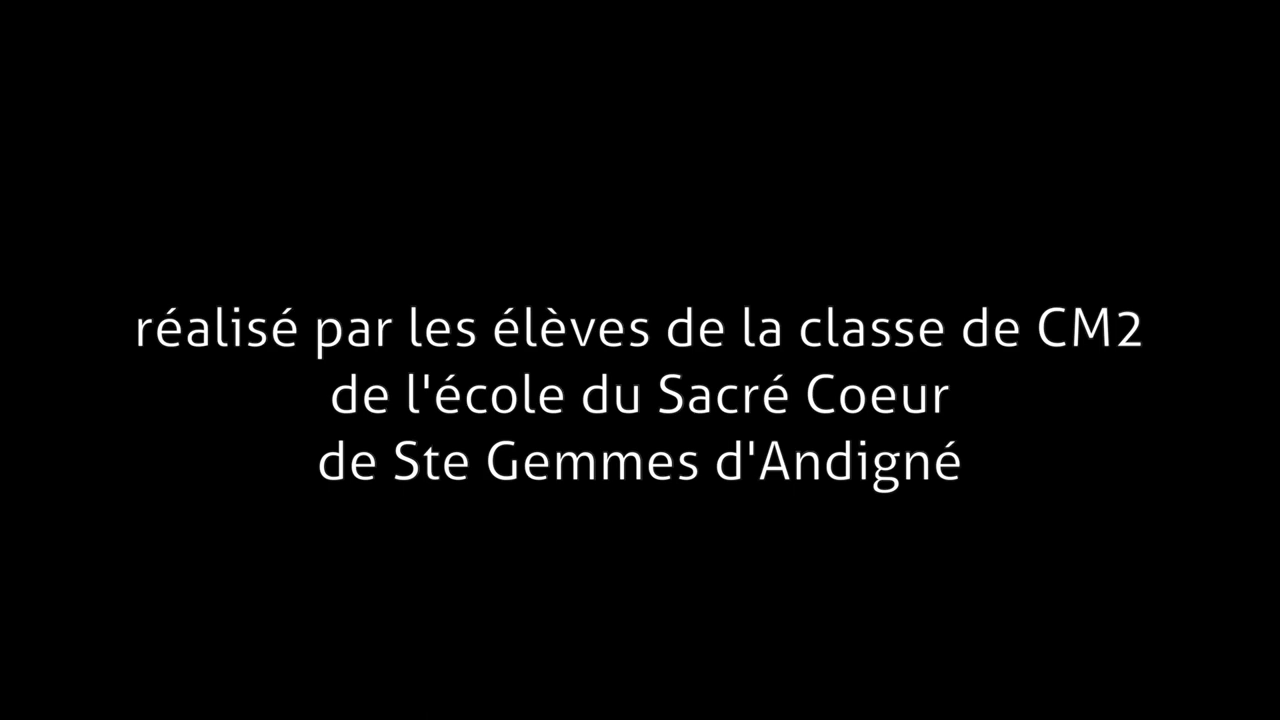 réalisé par les élèves de la classe de CM2
de l'école du Sacré Coeur
de Ste Gemmes d'Andigné